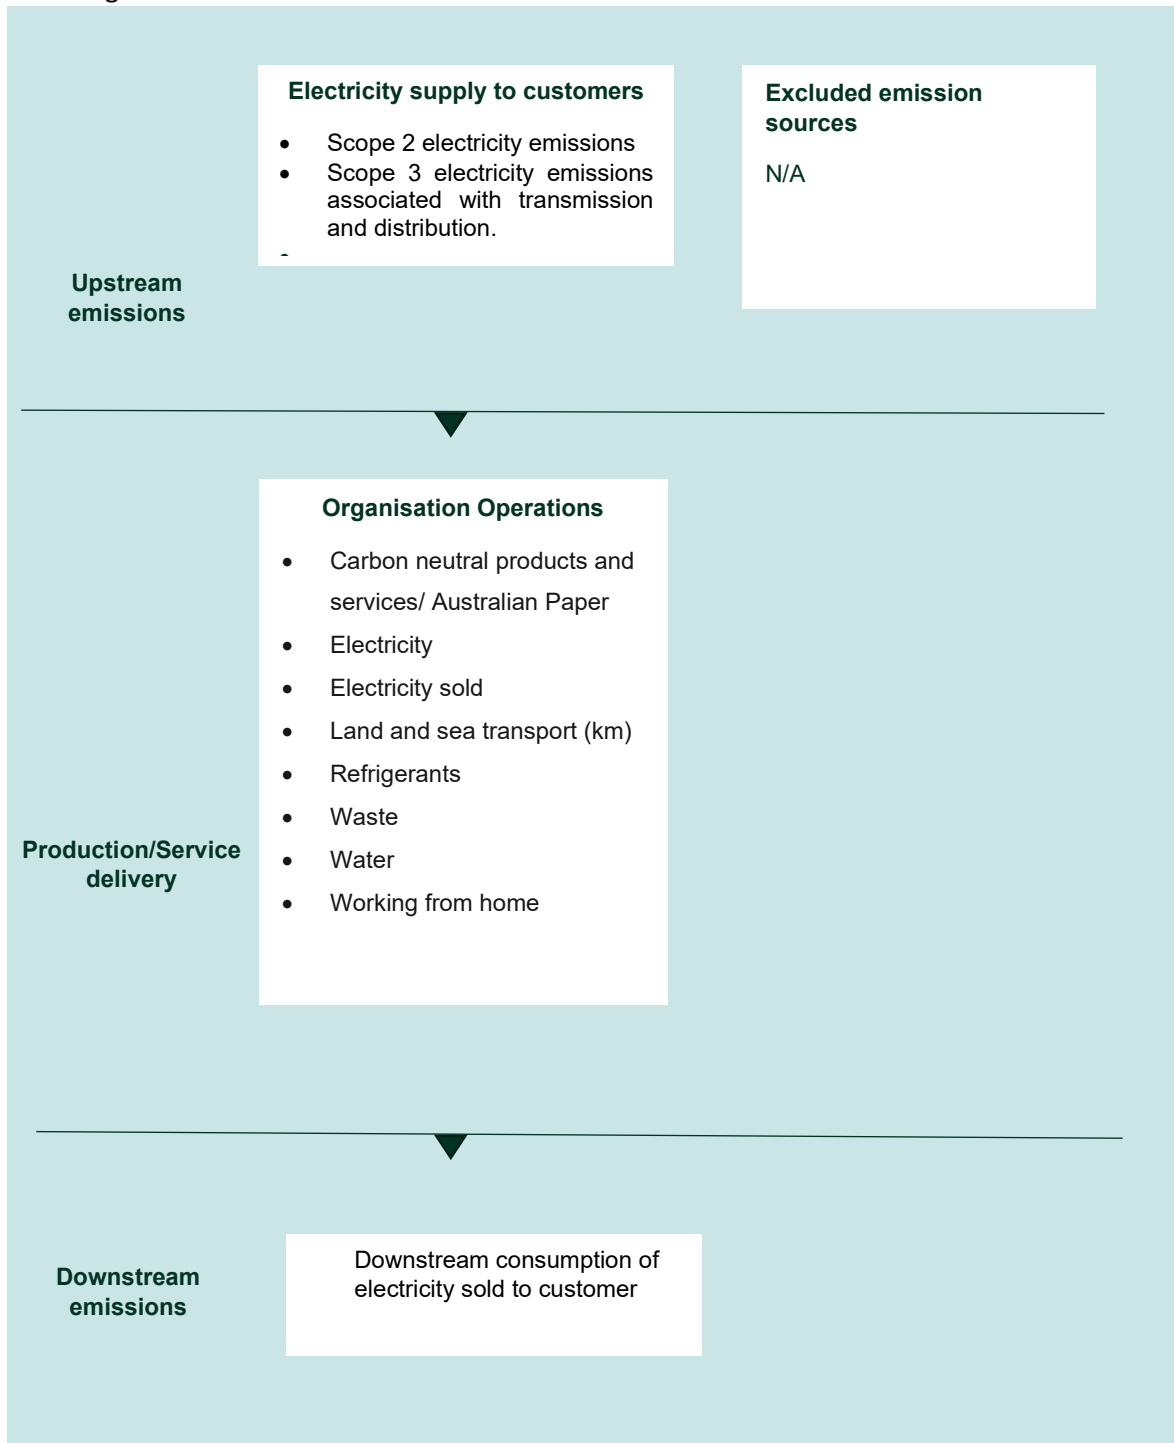 Electricity supply to customers
• Scope 2 electricity emissions
• Scope 3 electricity emissions
associated with transmission
and distribution.
•
Excluded emission
sources
N/A
Upstream
emissions
Organisation Operations
• Carbon neutral products and
services/ Australian Paper
• Electricity
• Electricity sold
• Land and sea transport (km)
• Refrigerants
• Waste
• Water
• Working from home
Production/Service
delivery
Downstream consumption of
electricity sold to customer
Downstream
emissions